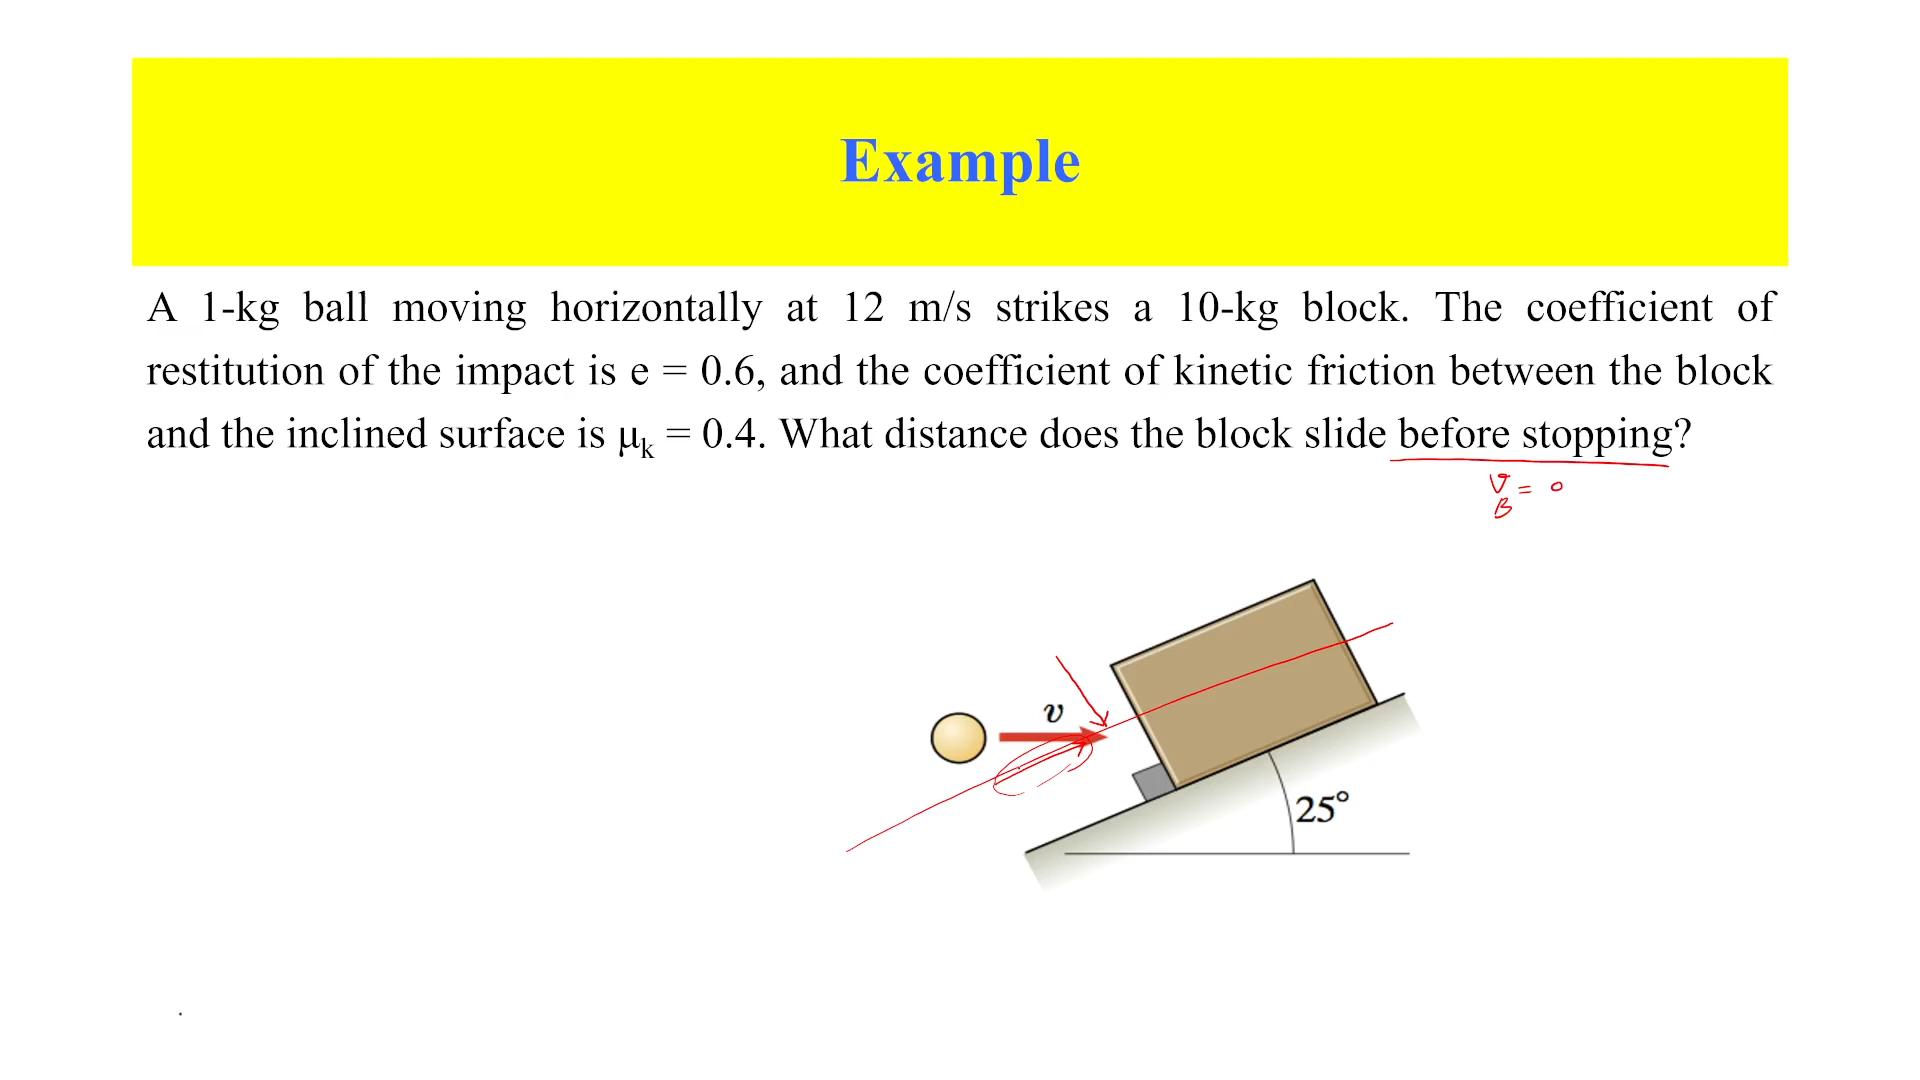 Example
A 1-kg ball moving horizontally at 12 m/s strikes a 10-kg block. The coefficient of
restitution of the impact is e = 0.6, and the coefficient of kinetic friction between the block
and the inclined surface is μk = 0.4. What distance does the block slide before stopping?
v_B = 0
v
25°